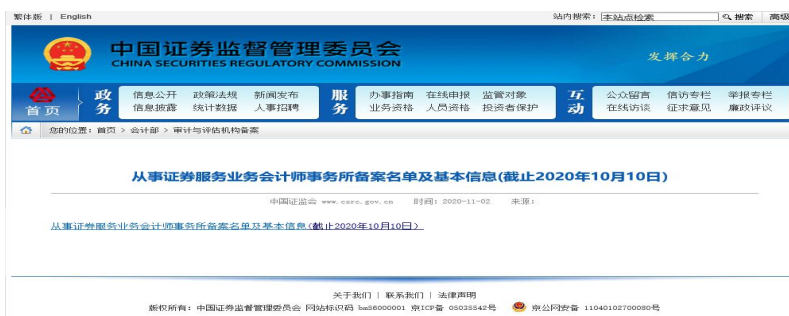 繁体版 | English 站内搜索: 本站点检索 搜索 高级
中国证券监督管理委员会
CHINA SECURITIES REGULATORY COMMISSION
发挥合力
首页 政务 信息公开 政策法规 新闻发布 服务 办事指南 在线申报 监管对象 互动 公众留言 信访专栏 举报专栏
信息披露 统计数据 人事招聘 业务资格 人员资格 投资者保护 在线访谈 征求意见 廉政评议
您的位置: 首页 > 会计部 > 审计与评估机构备案
从事证券服务业务会计师事务所备案名单及基本信息(截止2020年10月10日)
中国证监会 www.csrc.gov.cn 时间: 2020-11-02 来源:
从事证券服务业务会计师事务所备案名单及基本信息(截止2020年10月10日)
关于我们 | 联系我们 | 法律声明
版权所有: 中国证券监督管理委员会 网站标识码 bm56000001 京ICP备 05035542号 京公网安备 11040102700080号